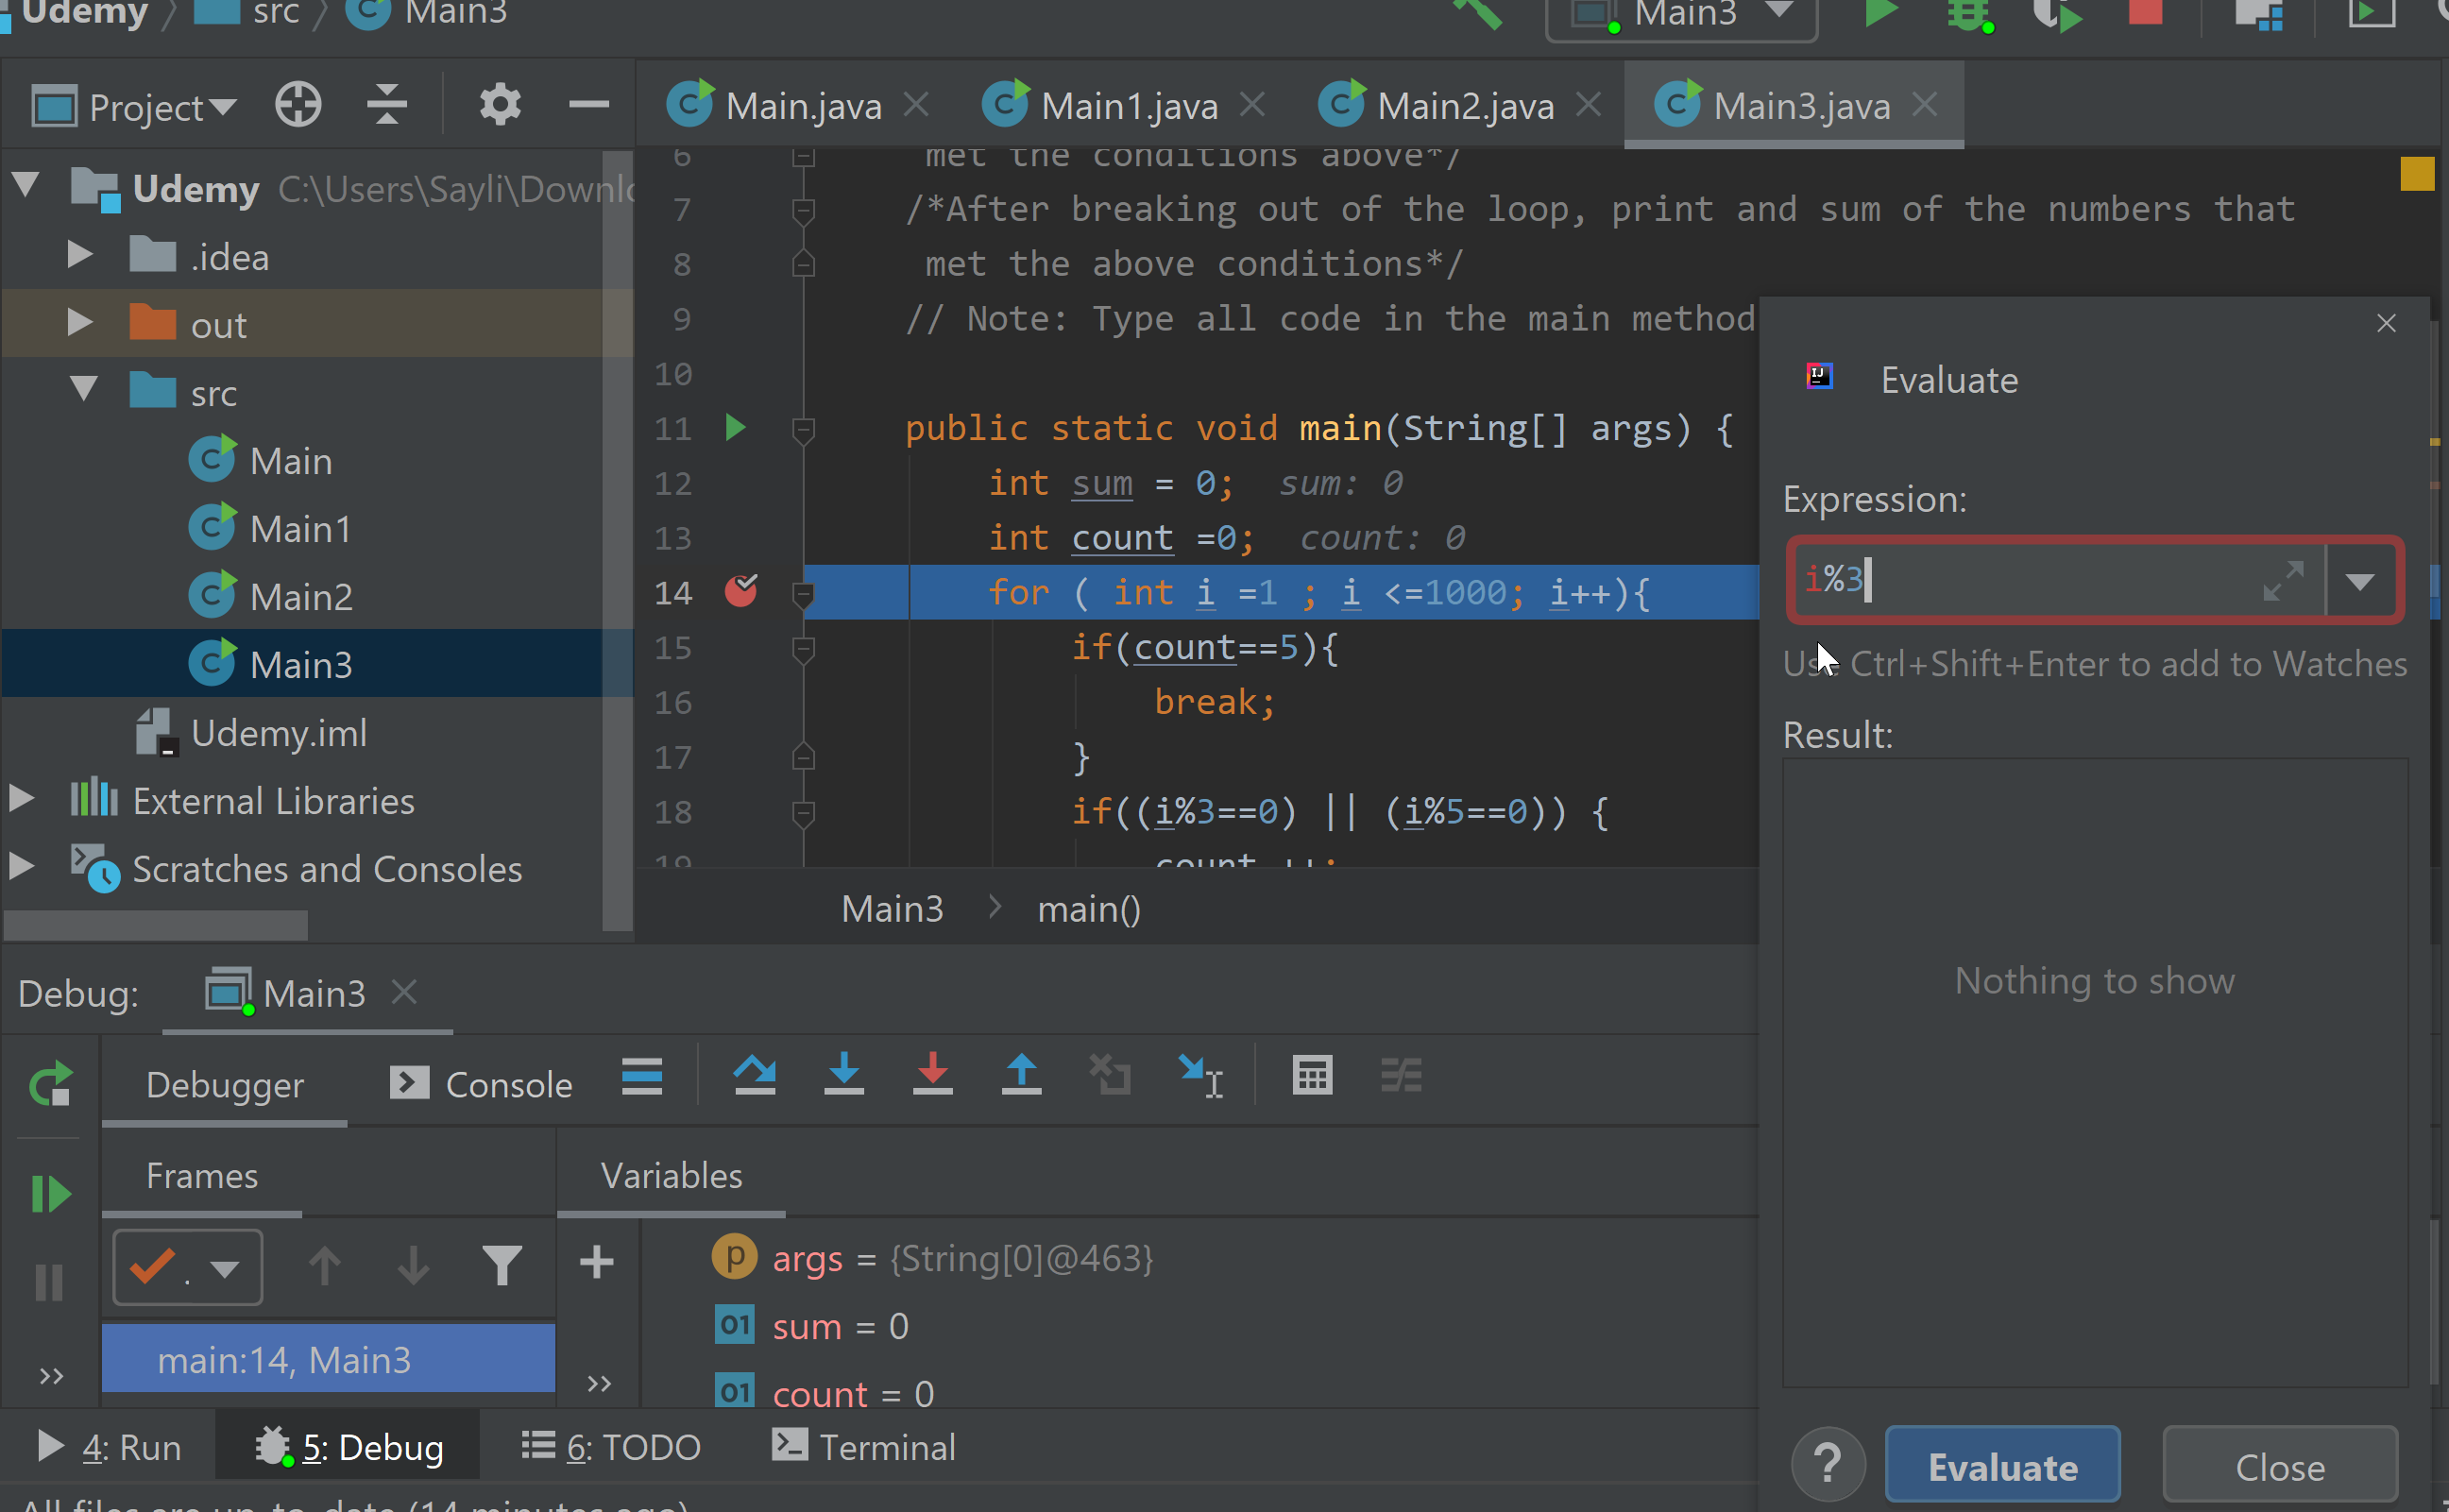 Udemy
src
Main3
Main3
Project
Main.java
Main1.java
Main2.java
Main3.java
Udemy C:\Users\Sayli\Downlo
.idea
out
src
Main
Main1
Main2
Main3
Udemy.iml
External Libraries
Scratches and Consoles
6 met the conditions above*/
7 /*After breaking out of the loop, print and sum of the numbers that
8 met the above conditions*/
9 // Note: Type all code in the main method
10
11 public static void main(String[] args) {
12 int sum = 0; sum: 0
13 int count =0; count: 0
14 for ( int i =1 ; i <=1000; i++){
15 if(count==5){
16 break;
17 }
18 if((i%3==0) || (i%5==0)) {
19 count ++;
Main3 > main()
Evaluate
Expression:
i%3
Use Ctrl+Shift+Enter to add to Watches
Result:
Nothing to show
? Evaluate Close
Debug: Main3
Debugger Console
Frames Variables
args = {String[0]@463}
sum = 0
count = 0
main:14, Main3
4: Run 5: Debug 6: TODO Terminal
All files are up-to-date (14 minutes ago)